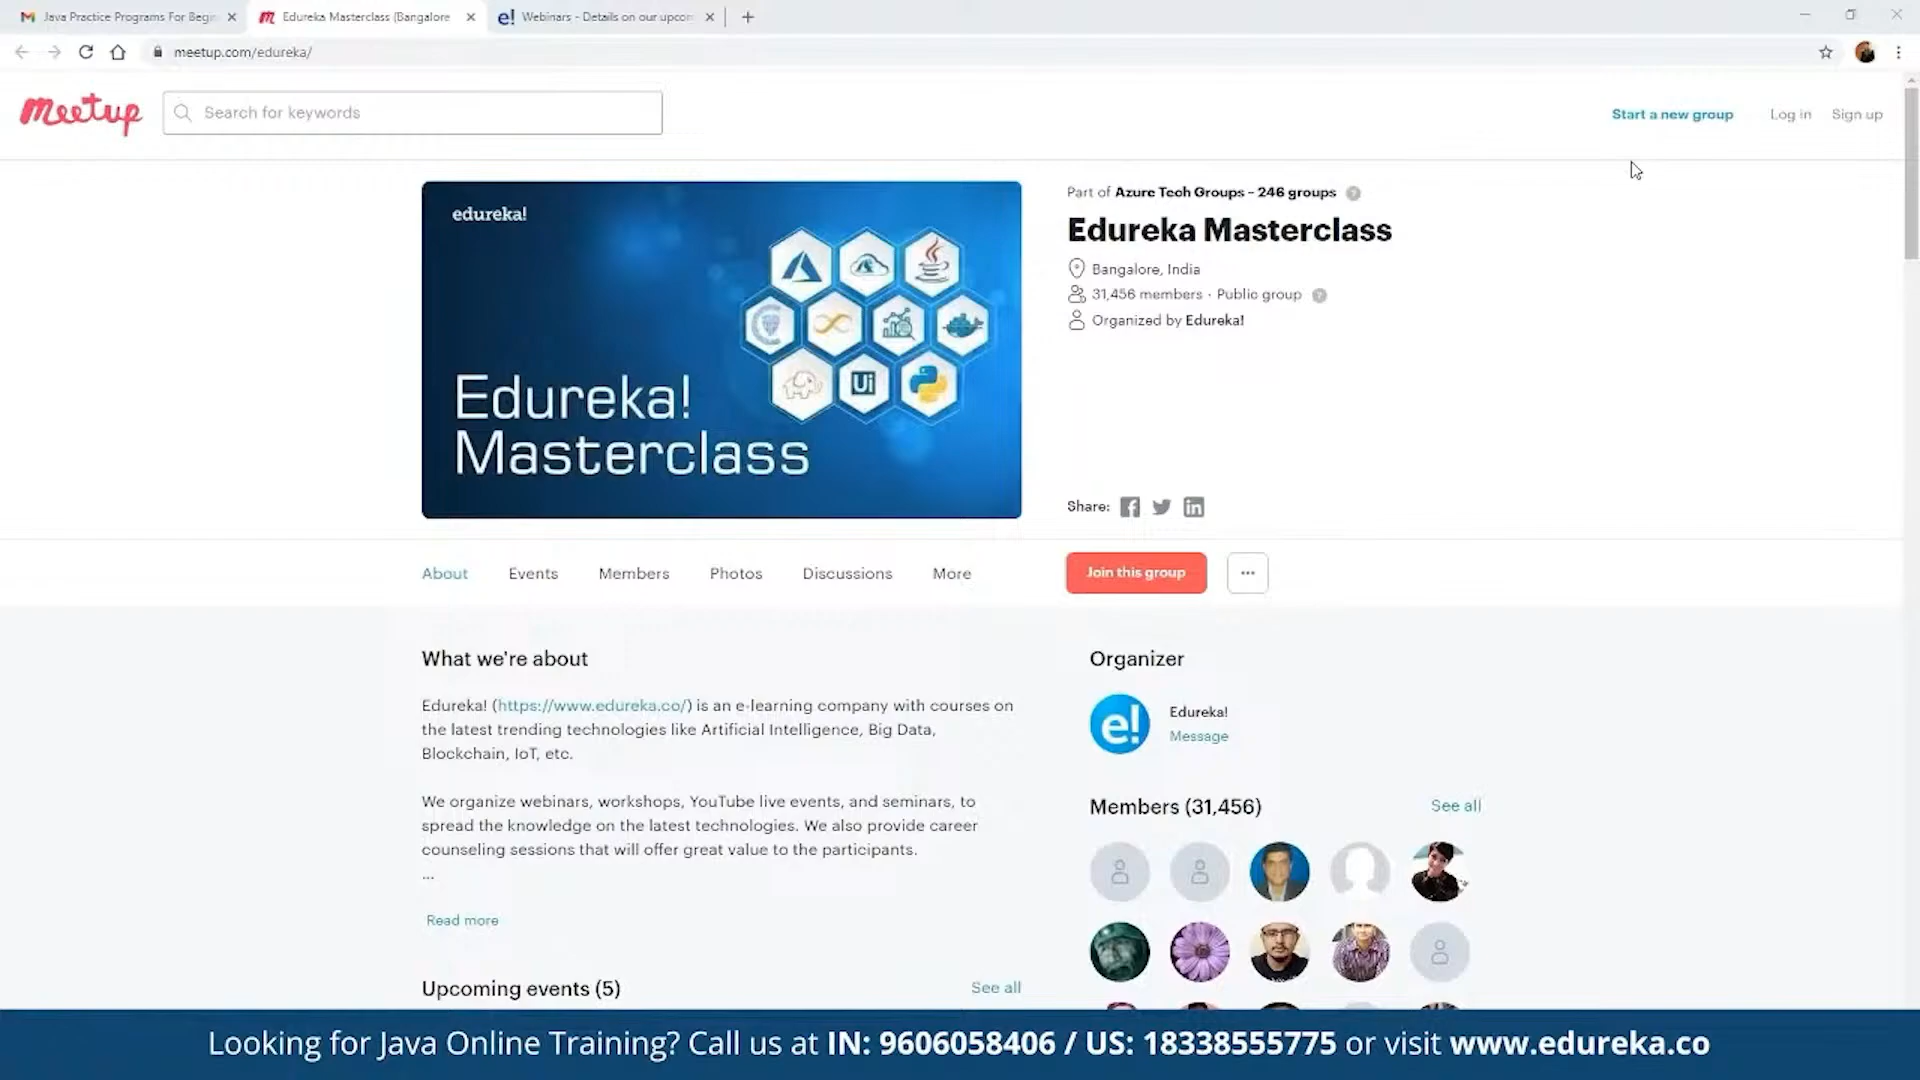 Java Practice Programs For Begin
Edureka Masterclass (Bangalore
e! Webinars - Details on our upcom
meetup.com/edureka/
meetup
Search for keywords
Start a new group
Log in
Sign up
edureka!
Ui
Edureka!
Masterclass
Part of Azure Tech Groups – 246 groups ?
Edureka Masterclass
Bangalore, India
31,456 members · Public group ?
Organized by Edureka!
Share:
About
Events
Members
Photos
Discussions
More
Join this group
...
What we're about
Edureka! (https://www.edureka.co/) is an e-learning company with courses on
the latest trending technologies like Artificial Intelligence, Big Data,
Blockchain, IoT, etc.
We organize webinars, workshops, YouTube live events, and seminars, to
spread the knowledge on the latest technologies. We also provide career
counseling sessions that will offer great value to the participants.
...
Read more
Upcoming events (5)
See all
Organizer
e!
Edureka!
Message
Members (31,456)
See all
Looking for Java Online Training? Call us at IN: 9606058406 / US: 18338555775 or visit www.edureka.co